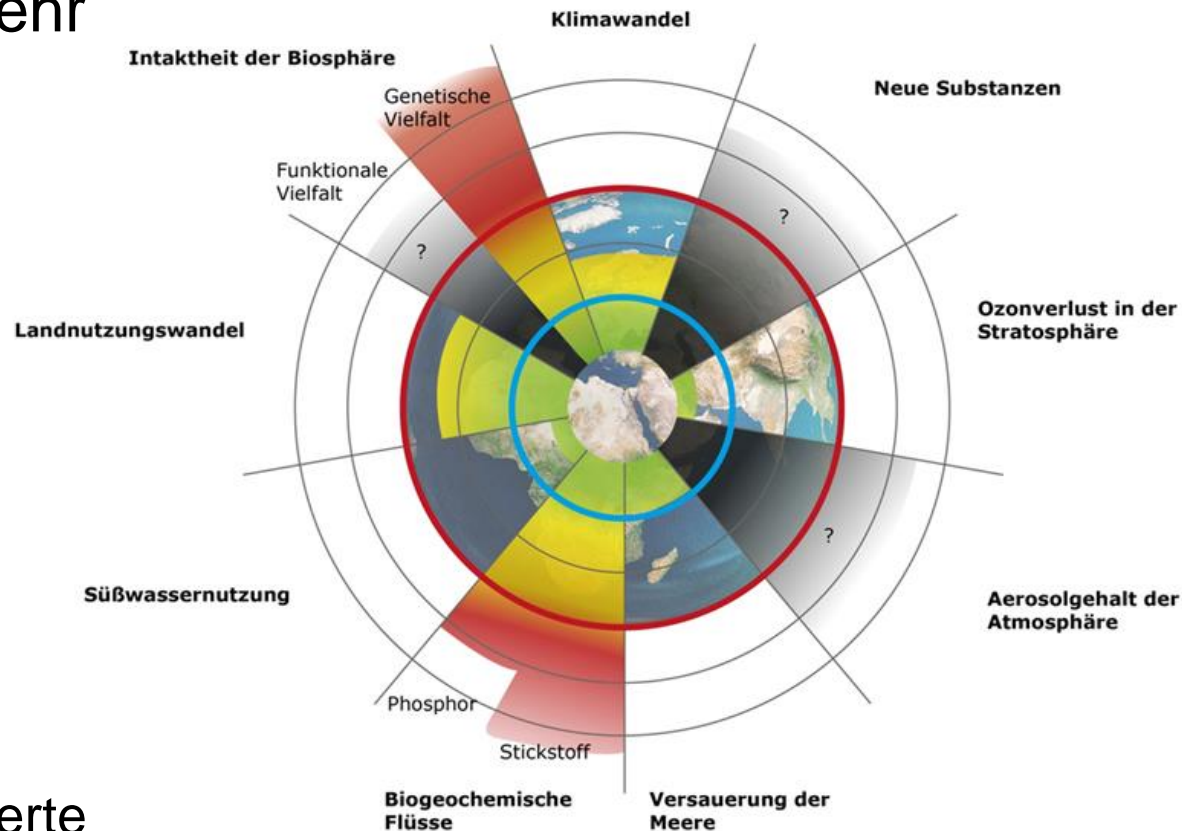 ehr
Klimawandel
Intaktheit der Biosphäre
Neue Substanzen
Genetische
Vielfalt
Funktionale
Vielfalt
?
?
Ozonverlust in der
Stratosphäre
Landnutzungswandel
?
Süßwassernutzung
Aerosolgehalt der
Atmosphäre
Phosphor
Stickstoff
Biogeochemische
Flüsse
Versauerung der
Meere
erte